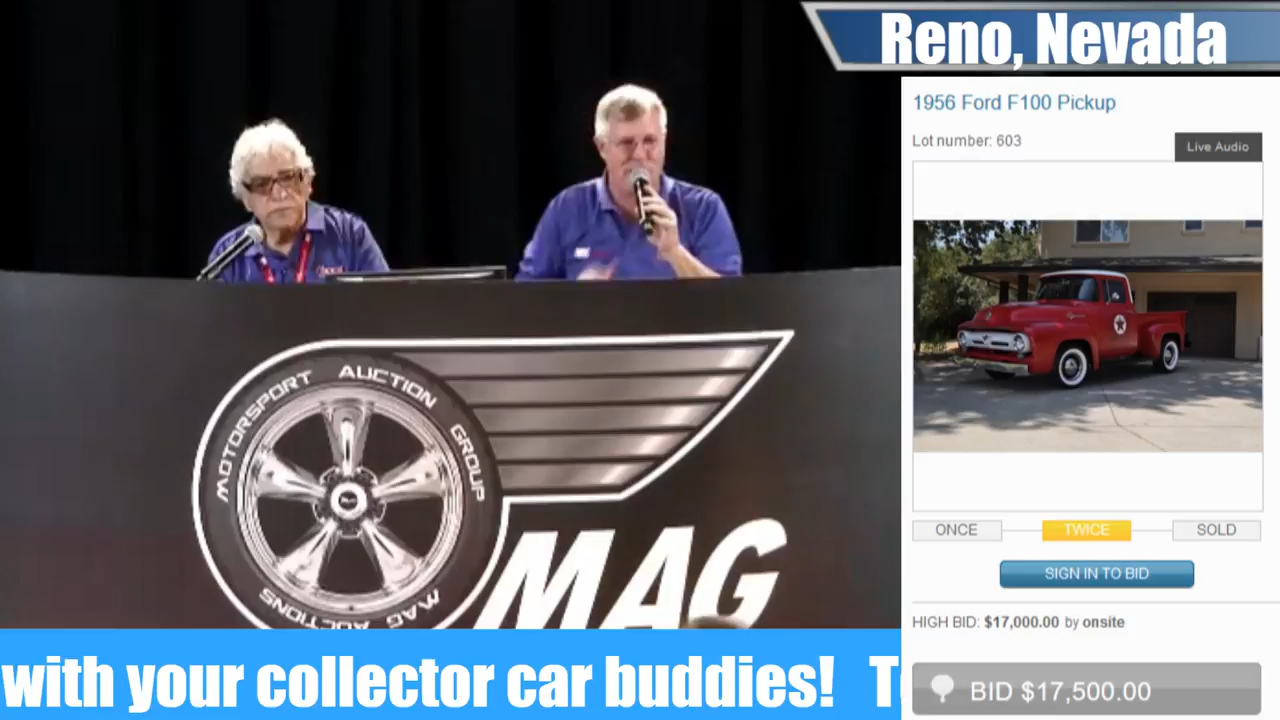 Reno, Nevada
1956 Ford F100 Pickup
Lot number: 603
Live Audio
MOTORSPORT AUCTION GROUP
MAG AUCTIONS
MAG
ONCE
TWICE
SOLD
SIGN IN TO BID
HIGH BID: $17,000.00 by onsite
BID $17,500.00
with your collector car buddies!